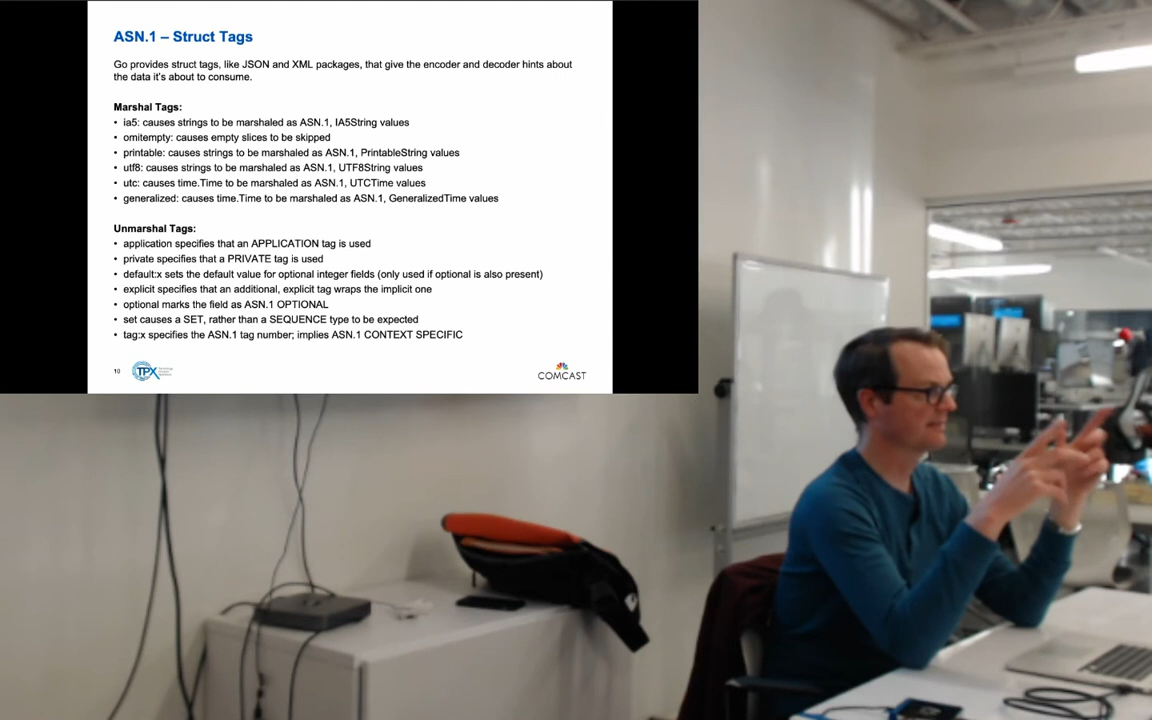 ASN.1 – Struct Tags
Go provides struct tags, like JSON and XML packages, that give the encoder and decoder hints about
the data it's about to consume.
Marshal Tags:
• ia5: causes strings to be marshaled as ASN.1, IA5String values
• omitempty: causes empty slices to be skipped
• printable: causes strings to be marshaled as ASN.1, PrintableString values
• utf8: causes strings to be marshaled as ASN.1, UTF8String values
• utc: causes time.Time to be marshaled as ASN.1, UTCTime values
• generalized: causes time.Time to be marshaled as ASN.1, GeneralizedTime values
Unmarshal Tags:
• application specifies that an APPLICATION tag is used
• private specifies that a PRIVATE tag is used
• default:x sets the default value for optional integer fields (only used if optional is also present)
• explicit specifies that an additional, explicit tag wraps the implicit one
• optional marks the field as ASN.1 OPTIONAL
• set causes a SET, rather than a SEQUENCE type to be expected
• tag:x specifies the ASN.1 tag number; implies ASN.1 CONTEXT SPECIFIC
10
TPX
COMCAST